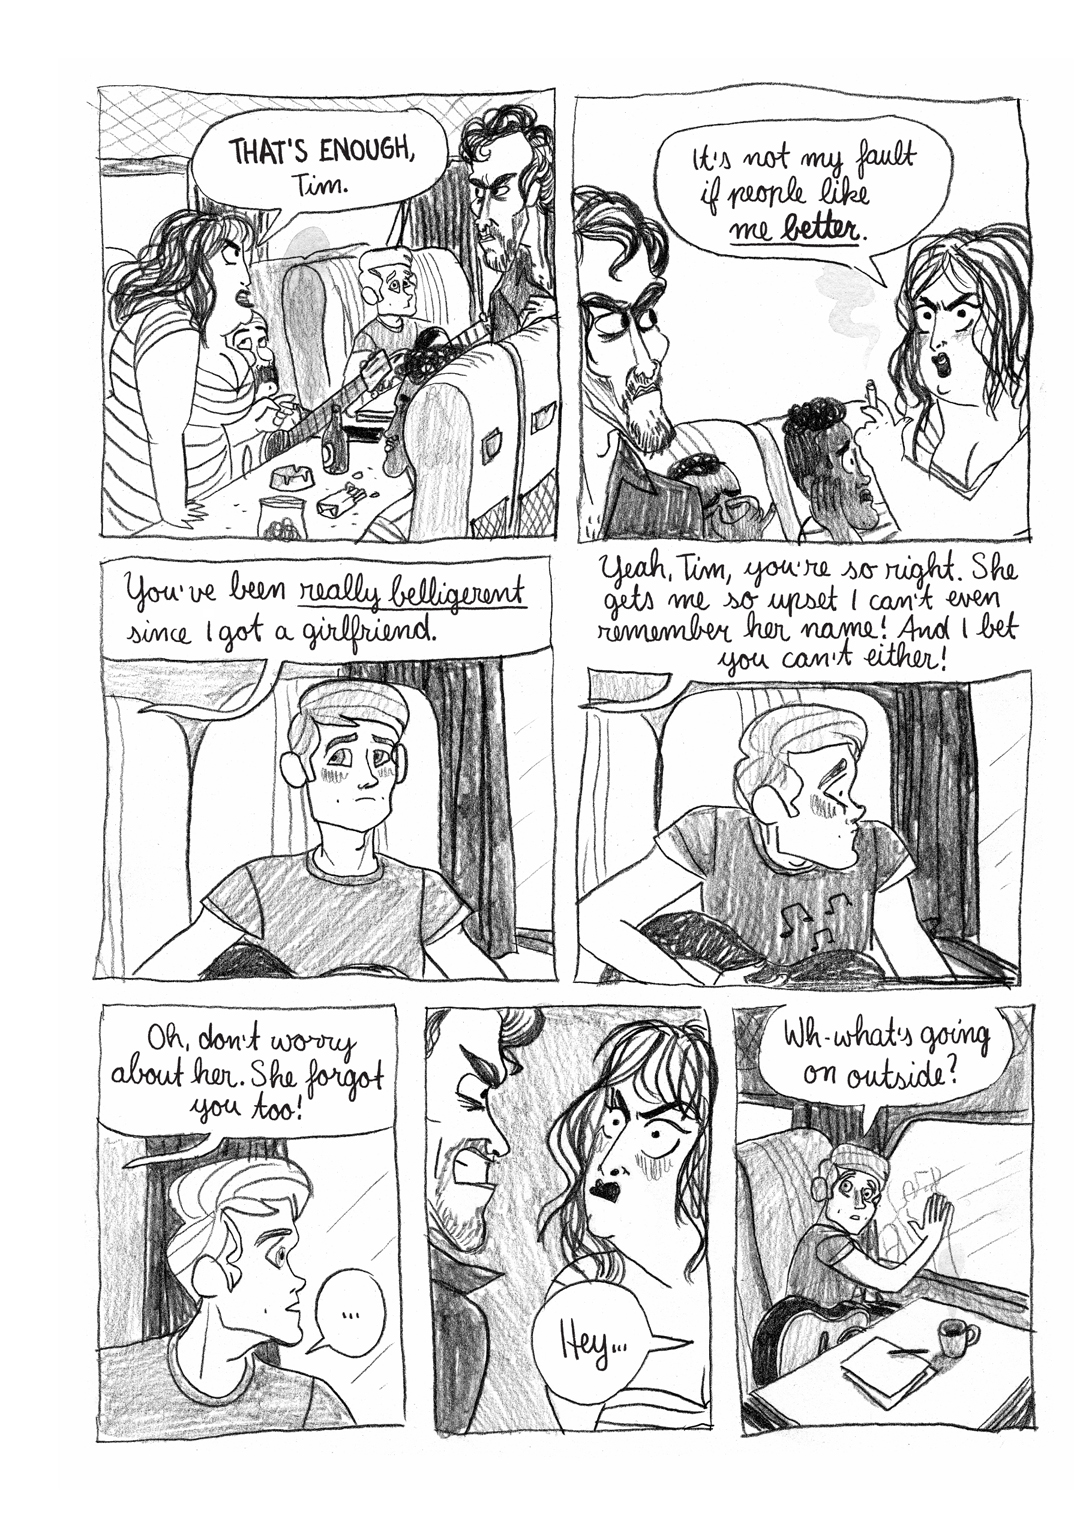 THAT'S ENOUGH,
Tim.
It's not my fault
if people like
me better.
You've been really belligerent
since I got a girlfriend.
Yeah, Tim, you're so right. She
gets me so upset I can't even
remember her name! And I bet
you can't either!
Oh, don't worry
about her. She forgot
you too!
...
Hey...
Wh-what's going
on outside?